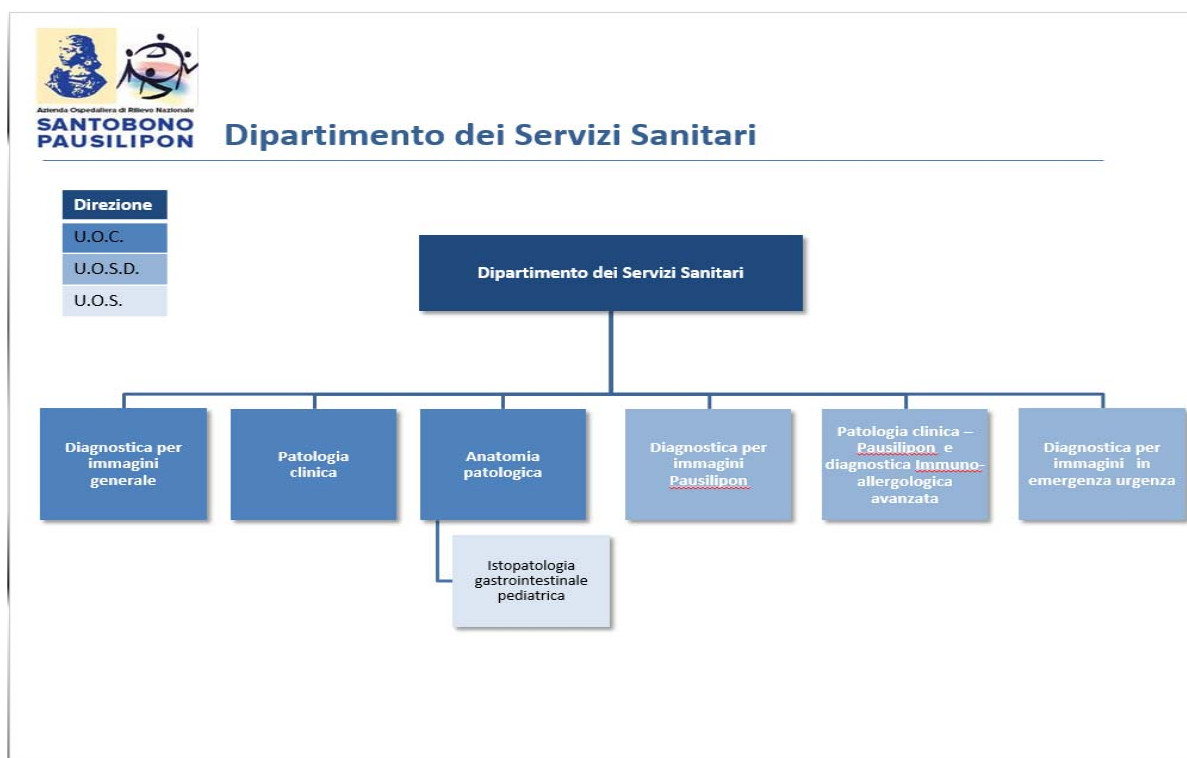 Azienda Ospedaliera di Rilievo Nazionale
SANTOBONO
PAUSILIPON
Dipartimento dei Servizi Sanitari
Direzione
U.O.C.
U.O.S.D.
U.O.S.
Dipartimento dei Servizi Sanitari
Diagnostica per
immagini
generale
Patologia
clinica
Anatomia
patologica
Diagnostica per
immagini
Pausilipon
Patologia clinica –
Pausilipon e
diagnostica Immuno-
allergologica
avanzata
Diagnostica per
immagini in
emergenza urgenza
Istopatologia
gastrointestinale
pediatrica